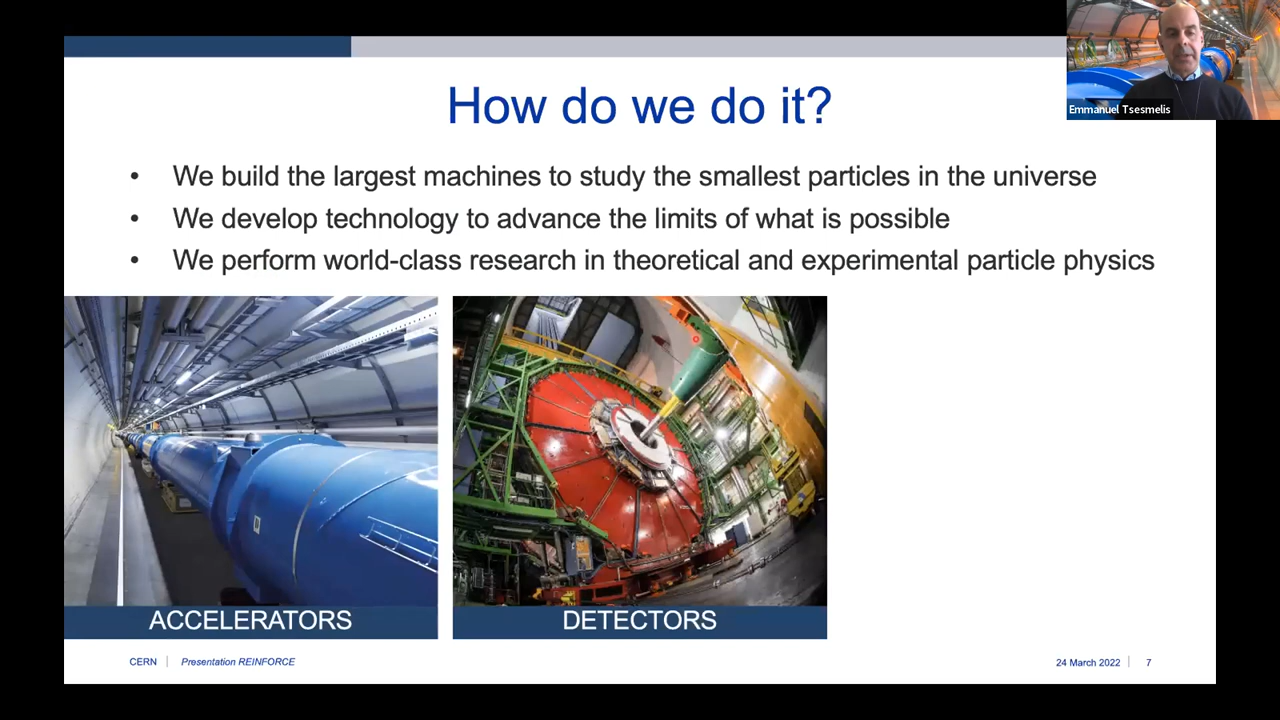 How do we do it?
Emmanuel Tsesmelis
• We build the largest machines to study the smallest particles in the universe
• We develop technology to advance the limits of what is possible
• We perform world-class research in theoretical and experimental particle physics
ACCELERATORS
DETECTORS
CERN | Presentation REINFORCE
24 March 2022 | 7